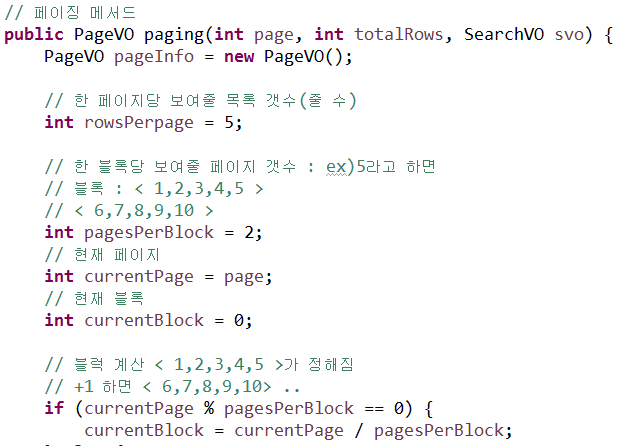 // 페이징 메서드
public PageVO paging(int page, int totalRows, SearchVO svo) {
PageVO pageInfo = new PageVO();
// 한 페이지당 보여줄 목록 갯수(줄 수)
int rowsPerpage = 5;
// 한 블록당 보여줄 페이지 갯수 : ex)5라고 하면
// 블록 : < 1,2,3,4,5 >
// < 6,7,8,9,10 >
int pagesPerBlock = 2;
// 현재 페이지
int currentPage = page;
// 현재 블록
int currentBlock = 0;
// 블럭 계산 < 1,2,3,4,5 >가 정해짐
// +1 하면 < 6,7,8,9,10> ..
if (currentPage % pagesPerBlock == 0) {
currentBlock = currentPage / pagesPerBlock;